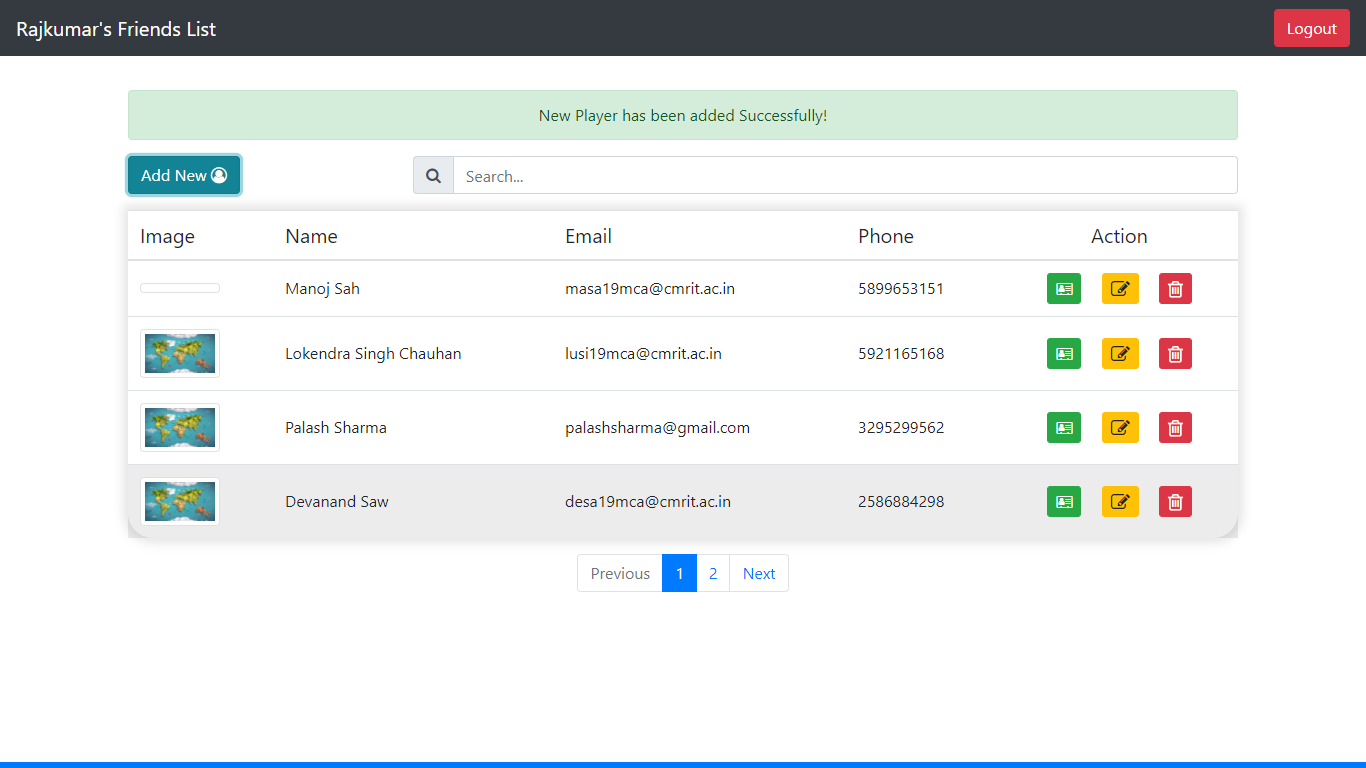 Rajkumar's Friends List
Logout
New Player has been added Successfully!
Add New
Search...
Image Name Email Phone Action
Manoj Sah masa19mca@cmrit.ac.in 5899653151
Lokendra Singh Chauhan lusi19mca@cmrit.ac.in 5921165168
Palash Sharma palashsharma@gmail.com 3295299562
Devanand Saw desa19mca@cmrit.ac.in 2586884298
Previous 1 2 Next